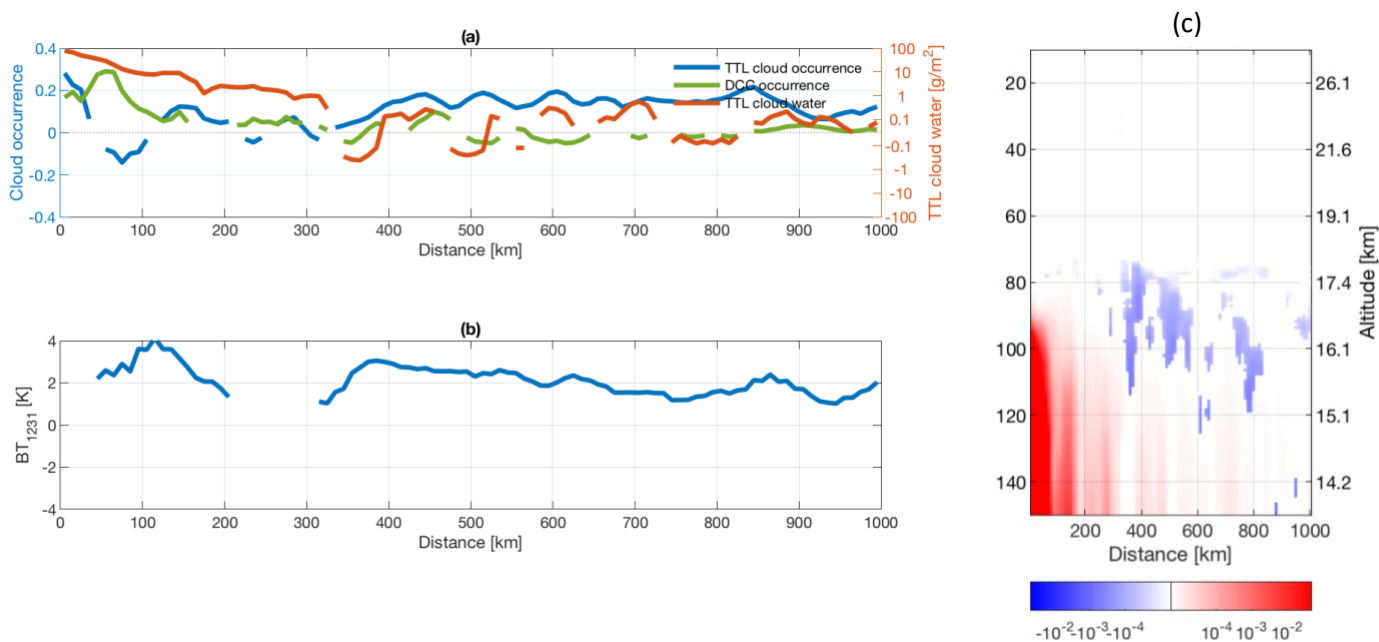 (a)
0.4
0.2
0
-0.2
-0.4
Cloud occurrence
100
10
1
0.1
-0.1
-1
-10
-100
TTL cloud water [g/m²]
TTL cloud occurrence
DCC occurrence
TTL cloud water
0 100 200 300 400 500 600 700 800 900 1000
Distance [km]
(b)
4
2
0
-2
-4
BT₁₂₃₁ [K]
0 100 200 300 400 500 600 700 800 900 1000
Distance [km]
(c)
20
40
60
80
100
120
140
26.1
21.6
19.1
17.4
16.1
15.1
14.2
Altitude [km]
200 400 600 800 1000
Distance [km]
-10⁻² -10⁻³ -10⁻⁴ 10⁻⁴ 10⁻³ 10⁻²